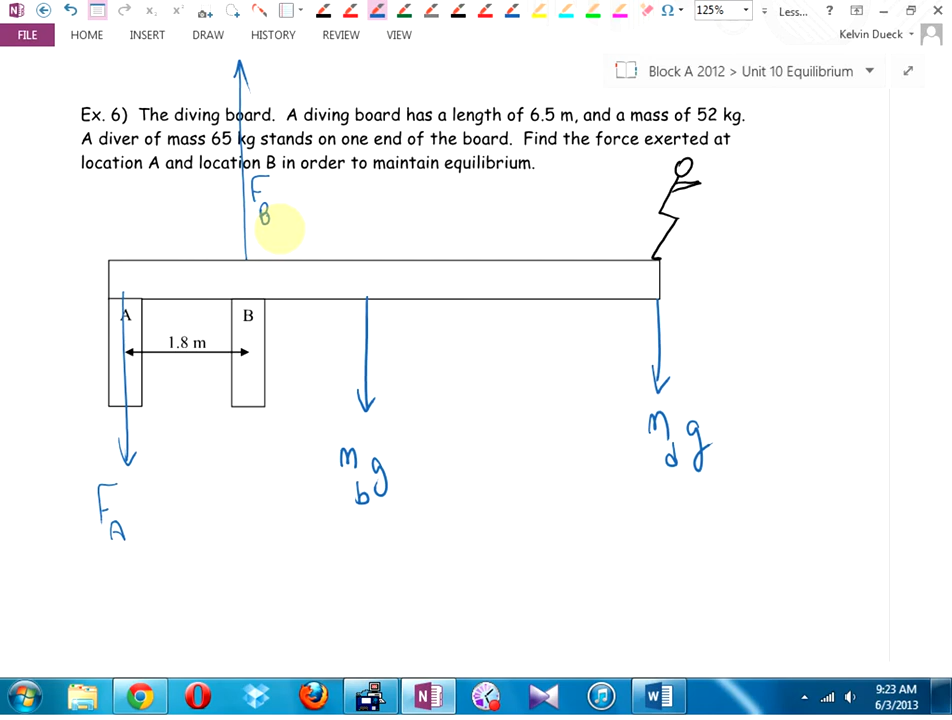 125%
Less...
?
FILE
HOME
INSERT
DRAW
HISTORY
REVIEW
VIEW
Kelvin Dueck
Block A 2012 > Unit 10 Equilibrium
Ex. 6) The diving board. A diving board has a length of 6.5 m, and a mass of 52 kg.
A diver of mass 65 kg stands on one end of the board. Find the force exerted at
location A and location B in order to maintain equilibrium.
F
B
A
B
1.8 m
m_b g
m_d g
F
A
9:23 AM
6/3/2013